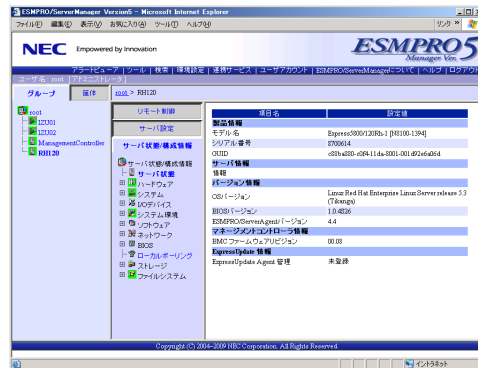 ESMPRO/ServerManager Version5 - Microsoft Internet Explorer
ファイル(F) 編集(E) 表示(V) お気に入り(A) ツール(T) ヘルプ(H)
リンク »
NEC Empowered by Innovation
ESMPRO5
Manager Ver.
アラートビューア | ツール | 検索 | 環境設定 | 連携サービス | ユーザアカウント | ESMPRO/ServerManagerについて | ヘルプ | ログアウト
ユーザ名 : root [アドミニストレータ]
グループ 筐体
root > RH120
root
IZU01
IZU02
ManagementController
RH120
リモート制御
サーバ設定
サーバ状態/構成情報
サーバ状態/構成情報
サーバ状態
ハードウェア
システム
I/Oデバイス
システム環境
ソフトウェア
ネットワーク
BIOS
ローカルポーリング
ストレージ
ファイルシステム
項目名 設定値
製品情報
モデル名 Express5800/120Rh-1 [N8100-1394]
シリアル番号 8700614
GUID
サーバ情報
情報
バージョン情報
OSバージョン Linux Red Hat Enterprise Linux Server release 5.3 (Tikanga)
BIOSバージョン 1.0.4326
ESMPRO/ServerAgentバージョン 4.4
マネージメントコントローラ情報
BMC ファームウェアリビジョン 00.08
ExpressUpdate 情報
ExpressUpdate Agent 管理 未登録
Copyright (C) 2004-2009 NEC Corporation. All Rights Reserved.
イントラネット